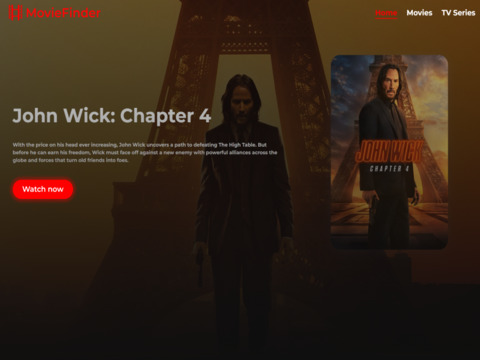 MovieFinder
Home
Movies
TV Series
John Wick: Chapter 4
With the price on his head ever increasing, John Wick uncovers a path to defeating The High Table. But
before he can earn his freedom, Wick must face off against a new enemy with powerful alliances across the
globe and forces that turn old friends into foes.
Watch now
JOHN WICK
CHAPTER 4